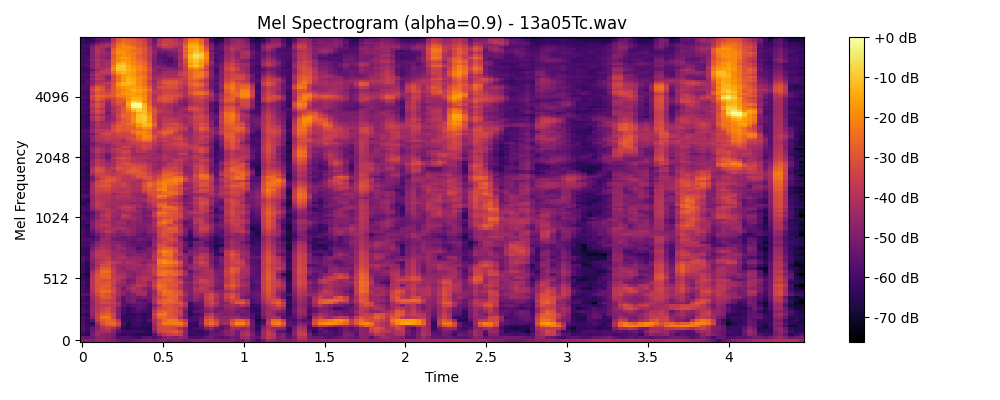 Mel Spectrogram (alpha=0.9) - 13a05Tc.wav
Mel Frequency
4096
2048
1024
512
0
0
0.5
1
1.5
2
2.5
3
3.5
4
Time
+0 dB
-10 dB
-20 dB
-30 dB
-40 dB
-50 dB
-60 dB
-70 dB